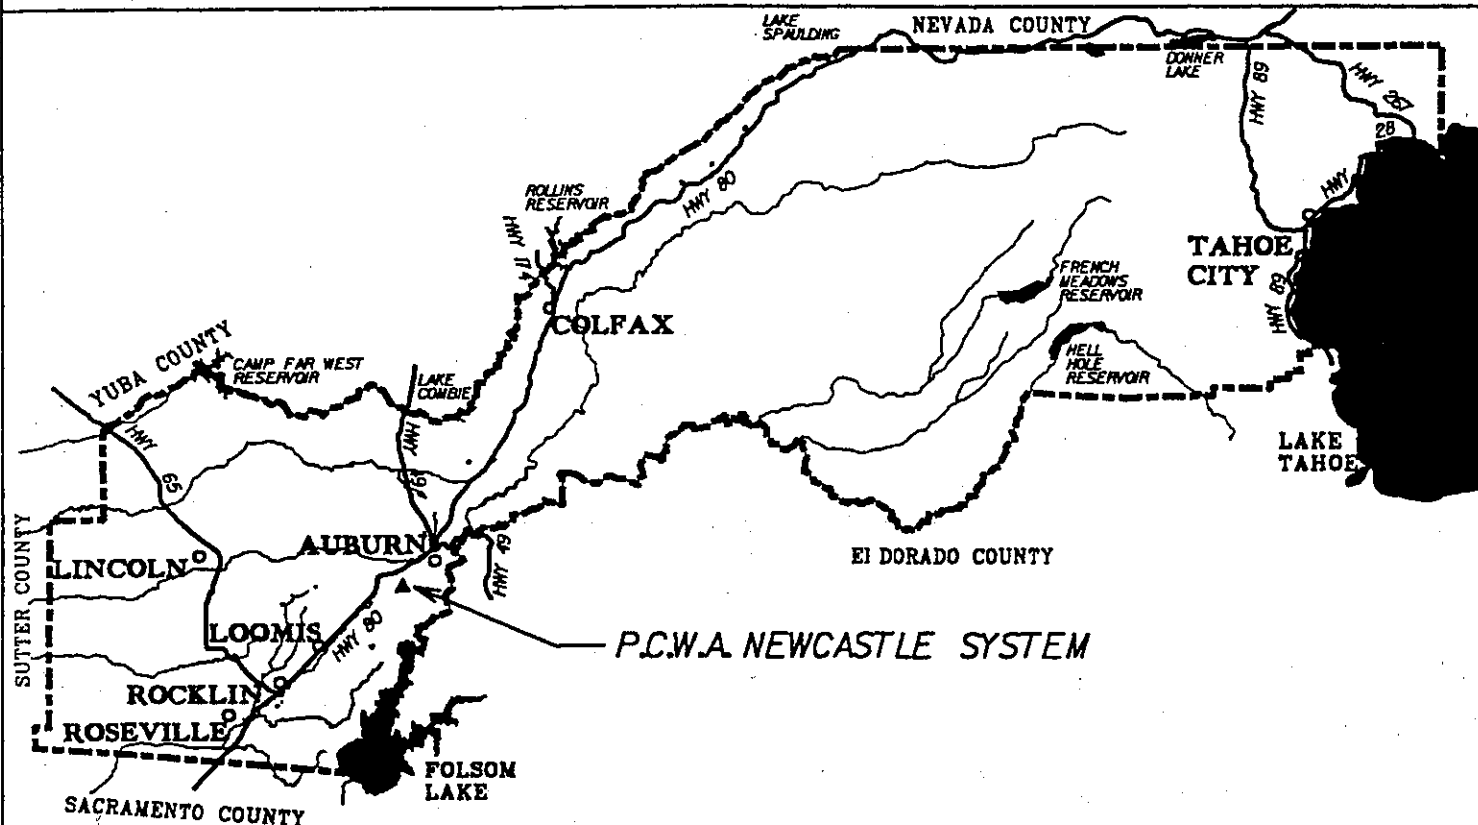 LAKE
SPAULDING
NEVADA COUNTY
DONNER
LAKE
HWY 89
HWY 267
28
HWY
ROLLINS
RESERVOIR
HWY 174
HWY 80
TAHOE
CITY
HWY 89
FRENCH
MEADOWS
RESERVOIR
COLFAX
HELL
HOLE
RESERVOIR
YUBA COUNTY
CAMP FAR WEST
RESERVOIR
LAKE
COMBIE
HWY
65
HWY
49
LAKE
TAHOE
SUTTER COUNTY
AUBURN
HWY 49
El DORADO COUNTY
LINCOLN
LOOMIS
HWY 80
P.C.W.A. NEWCASTLE SYSTEM
ROCKLIN
ROSEVILLE
FOLSOM
LAKE
SACRAMENTO COUNTY